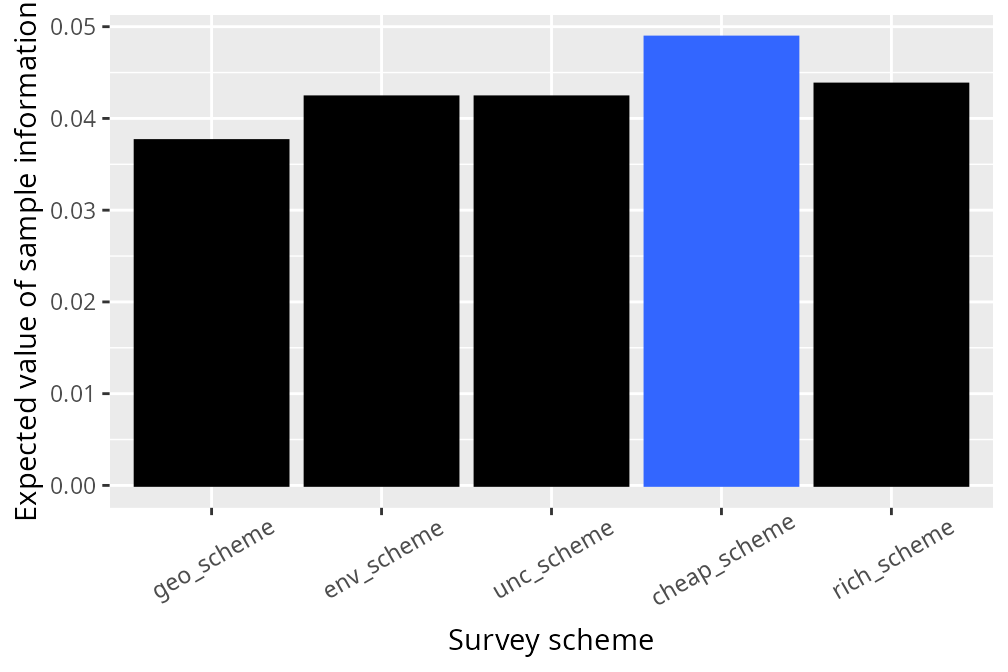 Expected value of sample information
0.05
0.04
0.03
0.02
0.01
0.00
geo_scheme
env_scheme
unc_scheme
cheap_scheme
rich_scheme
Survey scheme